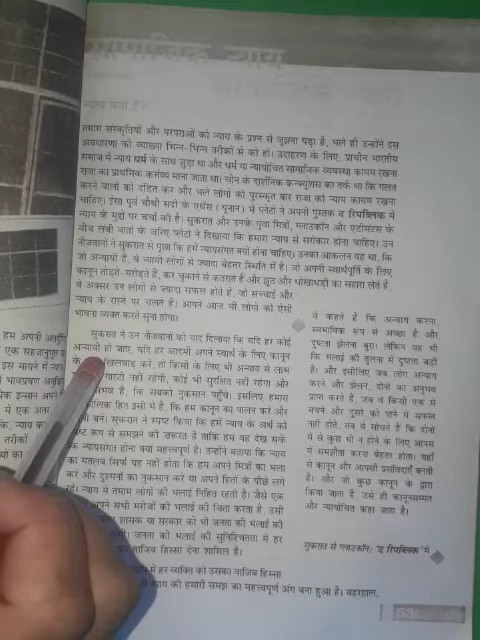 सामाजिक न्याय
न्याय क्या है?
तमाम संस्कृतियों और परंपराओं को न्याय के प्रश्न से जूझना पड़ा है, भले ही उन्होंने इस
अवधारणा की व्याख्या भिन्न-भिन्न तरीकों से की हो। उदाहरण के लिए, प्राचीन भारतीय
समाज में न्याय धर्म के साथ जुड़ा था और धर्म या न्यायोचित सामाजिक व्यवस्था कायम रखना
राजा का प्राथमिक कर्तव्य माना जाता था। चीन के दार्शनिक कन्फ्यूशस का तर्क था कि गलत
करने वालों को दंडित कर और भले लोगों को पुरस्कृत कर राजा को न्याय कायम रखना
चाहिए। ईसा पूर्व चौथी सदी के एथेंस (यूनान) में प्लेटो ने अपनी पुस्तक द रिपब्लिक में
न्याय के मुद्दों पर चर्चा की है। सुकरात और उनके युवा मित्रों, ग्लाउकॉन और एडीमंटस के
बीच लंबी वार्ता के जरिए प्लेटो ने दिखाया कि हमारा न्याय से सरोकार होना चाहिए। उन
नौजवानों ने सुकरात से पूछा कि हमें न्यायसंगत क्यों होना चाहिए। उनका आकलन यह था, कि
जो अन्यायी हैं, वे न्यायी लोगों से ज्यादा बेहतर स्थिति में हैं। जो अपनी स्वार्थपूर्ति के लिए
कानून तोड़ते-मरोड़ते हैं, कर चुकाने से कतराते हैं और झूठ और धोखाधड़ी का सहारा लेते हैं,
वे अक्सर उन लोगों से ज्यादा सफल होते हैं, जो सच्चाई और
न्याय के रास्ते पर चलते हैं। आपने आज भी लोगों को ऐसी
भावना व्यक्त करते सुना होगा।
सुकरात ने उन नौजवानों को याद दिलाया कि यदि हर कोई
अन्यायी हो जाए, यदि हर आदमी अपने स्वार्थ के लिए कानून
के खिलवाड़ करे, तो किसी के लिए भी अन्याय से लाभ
गारंटी नहीं रहेगी, कोई भी सुरक्षित नहीं रहेगा और
है, कि सबको नुकसान पहुँचे। इसलिए हमारा
हित इसी में है, कि हम कानून का पालन करें और
बनें। सुकरात ने स्पष्ट किया कि हमें न्याय के अर्थ को
रूप से समझने की ज़रूरत है ताकि हम यह देख सकें
कि न्यायसंगत होना क्यों महत्त्वपूर्ण है। उन्होंने बताया कि न्याय
का मतलब सिर्फ यह नहीं होता कि हम अपने मित्रों का भला
करें और दुश्मनों का नुकसान करें या अपने हितों के पीछे लगे
रहें। न्याय में तमाम लोगों की भलाई निहित रहती है। जैसे एक
अपने सभी मरीजों की भलाई की चिंता करता है, उसी
शासक या सरकार को भी जनता की भलाई की
जनता की भलाई की सुनिश्चितता में हर
वाजिब हिस्सा देना शामिल है।
में हर व्यक्ति को उसका वाजिब हिस्सा
न्याय की हमारी समझ का महत्त्वपूर्ण अंग बना हुआ है। बहरहाल,
वे कहते हैं कि अन्याय करना,
स्वभाविक रूप से अच्छा है और
दुष्टता झेलना बुरा। लेकिन यह भी
कि भलाई की तुलना में दुष्टता बड़ी
है। और इसीलिए जब लोग अन्याय
करने और झेलने, दोनों का अनुभव
प्राप्त करते हैं, जब वे किसी एक से
बचने और दूसरे को पाने में सफल
नहीं होते, तब वे सोचते हैं कि दोनों
में से कुछ भी न होने के लिए आपस
में समझौता करना बेहतर होता। यहीं
से कानून और आपसी प्रसंविदाएँ बनती
हैं। और जो कुछ कानून के द्वारा
किया जाता है, उसे ही कानूनसम्मत
और न्यायोचित कहा जाता है।
सुकरात से ग्लाउकॉन; 'द रिपब्लिक' में
53
हम अपनी
एक सहजानुभूत
इस मायने में न्याय
भावप्रवण
क इन्सान अपने
में एक अंतर
के, न्याय का
तरीकों